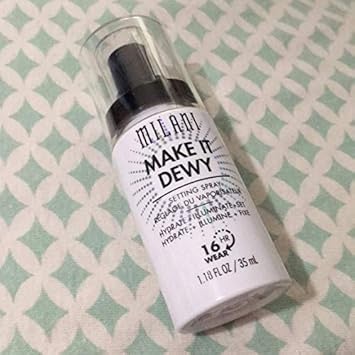 MILANI
MAKE IT
DEWY
SETTING SPRAY
HYDRATE + ILLUMINATE + SET
HYDRATE + ILLUMINE + FIXE
16 HR
WEAR
1.18 FL OZ / 35 mL